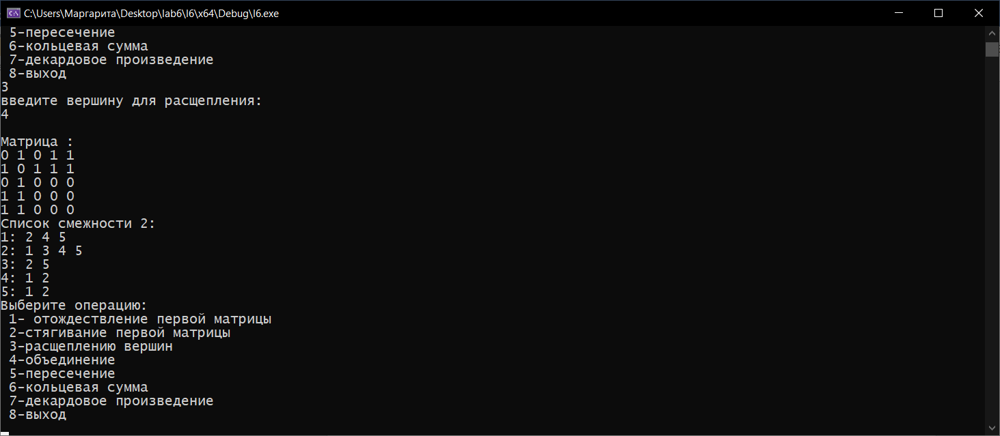 C:\Users\Маргарита\Desktop\lab6\l6\x64\Debug\l6.exe
5-пересечение
6-кольцевая сумма
7-декардовое произведение
8-выход
3
введите вершину для расщепления:
4
Матрица :
0 1 0 1 1
1 0 1 1 1
0 1 0 0 0
1 1 0 0 0
1 1 0 0 0
Список смежности 2:
1: 2 4 5
2: 1 3 4 5
3: 2 5
4: 1 2
5: 1 2
Выберите операцию:
1- отождествление первой матрицы
2-стягивание первой матрицы
3-расщеплению вершин
4-объединение
5-пересечение
6-кольцевая сумма
7-декардовое произведение
8-выход